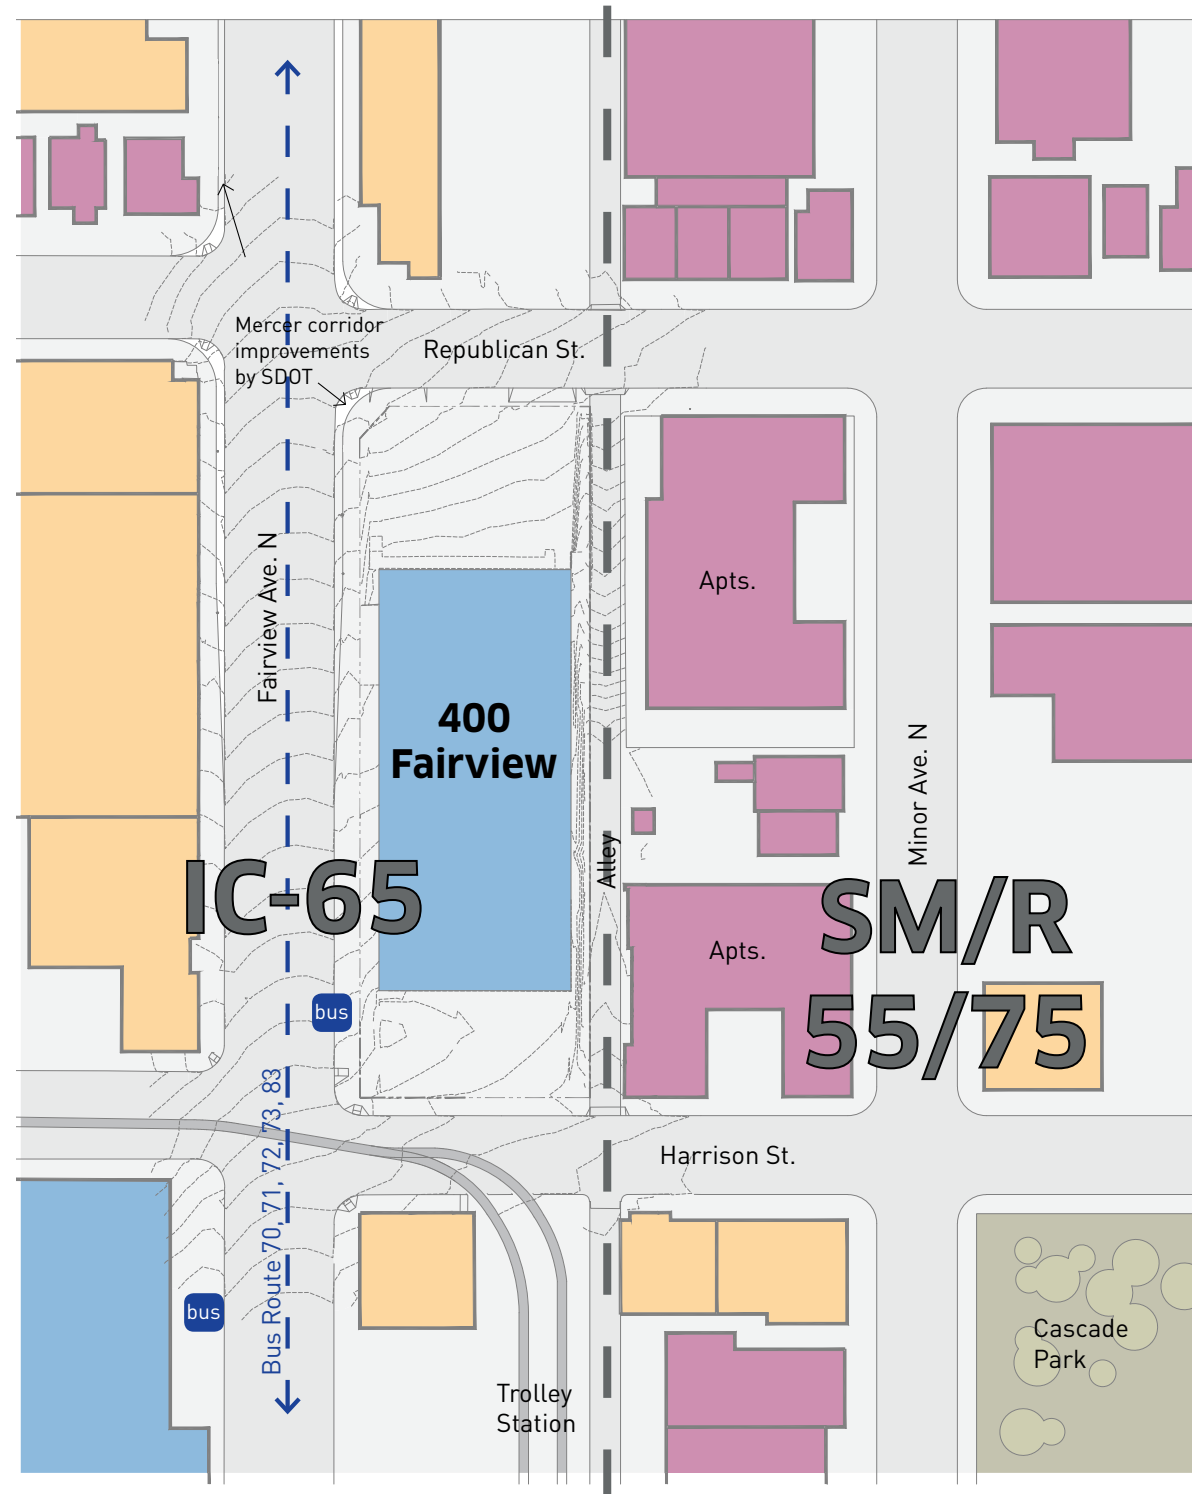 Mercer corridor
improvements
by SDOT
Republican St.
Fairview Ave. N
Apts.
400
Fairview
Minor Ave. N
Alley
IC-65
SM/R
55/75
Apts.
bus
Bus Route 70, 71, 72, 73, 83
Harrison St.
bus
Cascade
Park
Trolley
Station